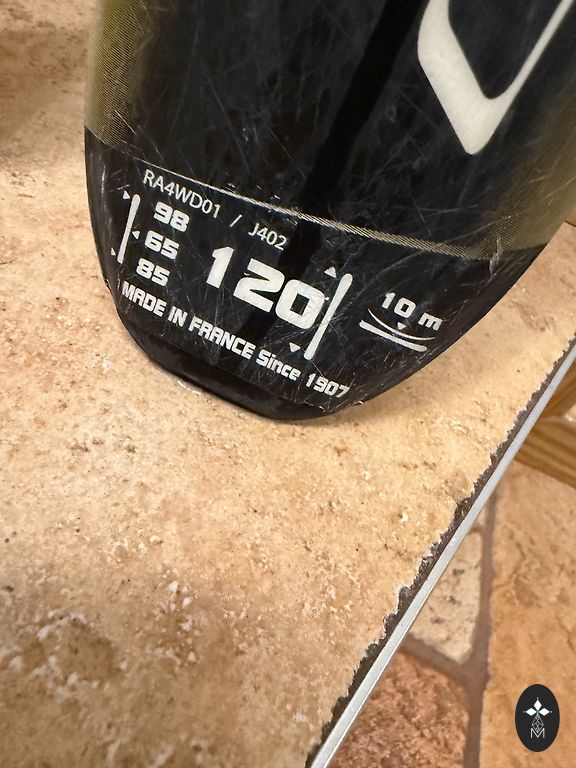 RA4WD01 / J402
98
65
85
120
10 m
MADE IN FRANCE Since 1907
M